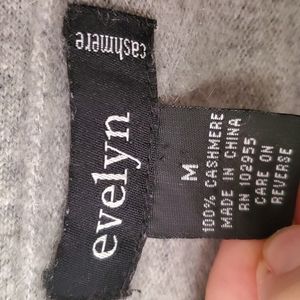 cashmere
evelyn
M
100% CASHMERE
MADE IN CHINA
RN 102955
CARE ON
REVERSE